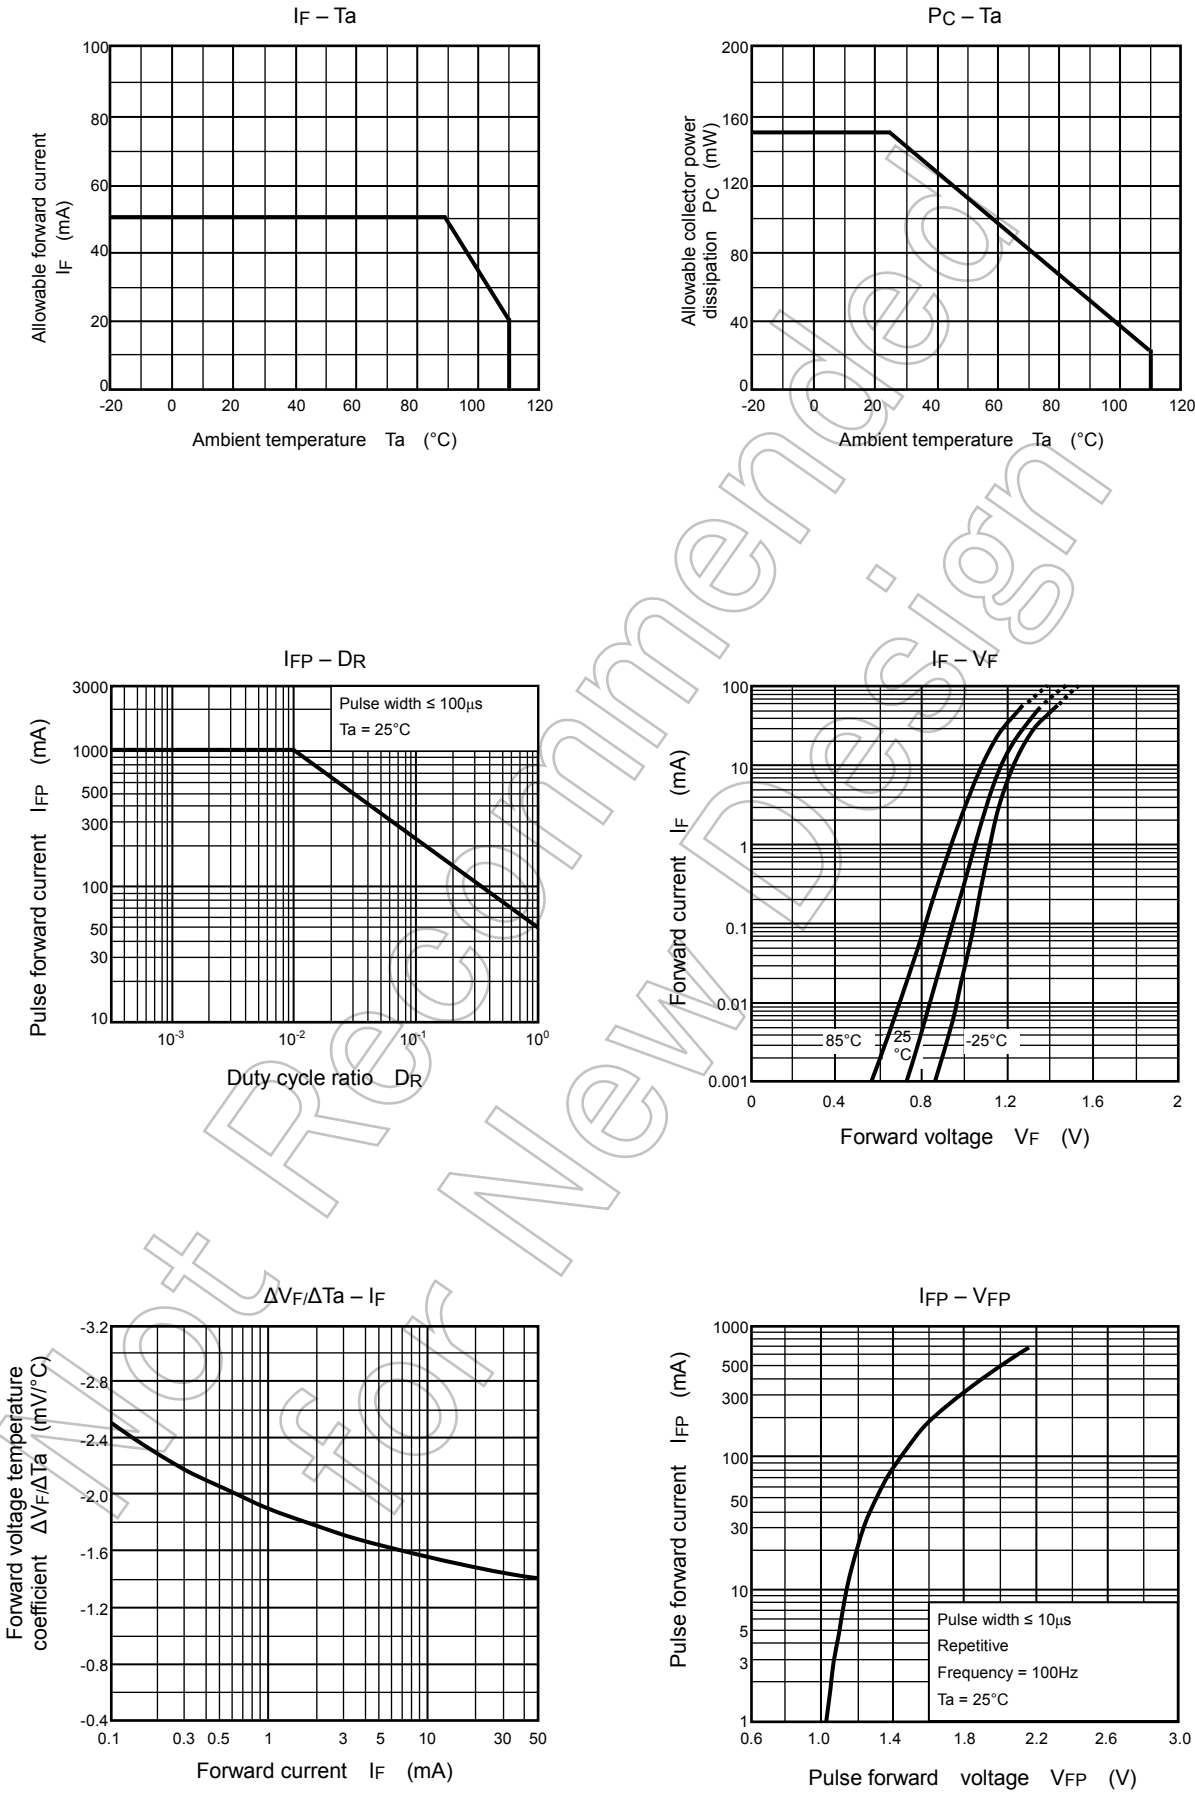 IF – Ta
100
80
60
40
20
0
-20 0 20 40 60 80 100 120
Allowable forward current
IF (mA)
Ambient temperature Ta (°C)
PC – Ta
200
160
120
80
40
0
-20 0 20 40 60 80 100 120
Allowable collector power
dissipation PC (mW)
Ambient temperature Ta (°C)
IFP – DR
Pulse width ≤ 100μs
Ta = 25°C
3000
1000
500
300
100
50
30
10
10-3 10-2 10-1 100
Pulse forward current IFP (mA)
Duty cycle ratio DR
IF – VF
100
10
1
0.1
0.01
0.001
85°C
25
°C
-25°C
0 0.4 0.8 1.2 1.6 2
Forward current IF (mA)
Forward voltage VF (V)
ΔVF/ΔTa – IF
-3.2
-2.8
-2.4
-2.0
-1.6
-1.2
-0.8
-0.4
0.1 0.3 0.5 1 3 5 10 30 50
Forward voltage temperature
coefficient ΔVF/ΔTa (mV/°C)
Forward current IF (mA)
IFP – VFP
1000
500
300
100
50
30
10
5
3
1
Pulse width ≤ 10μs
Repetitive
Frequency = 100Hz
Ta = 25°C
0.6 1.0 1.4 1.8 2.2 2.6 3.0
Pulse forward current IFP (mA)
Pulse forward voltage VFP (V)
Not Recommended
for New Design